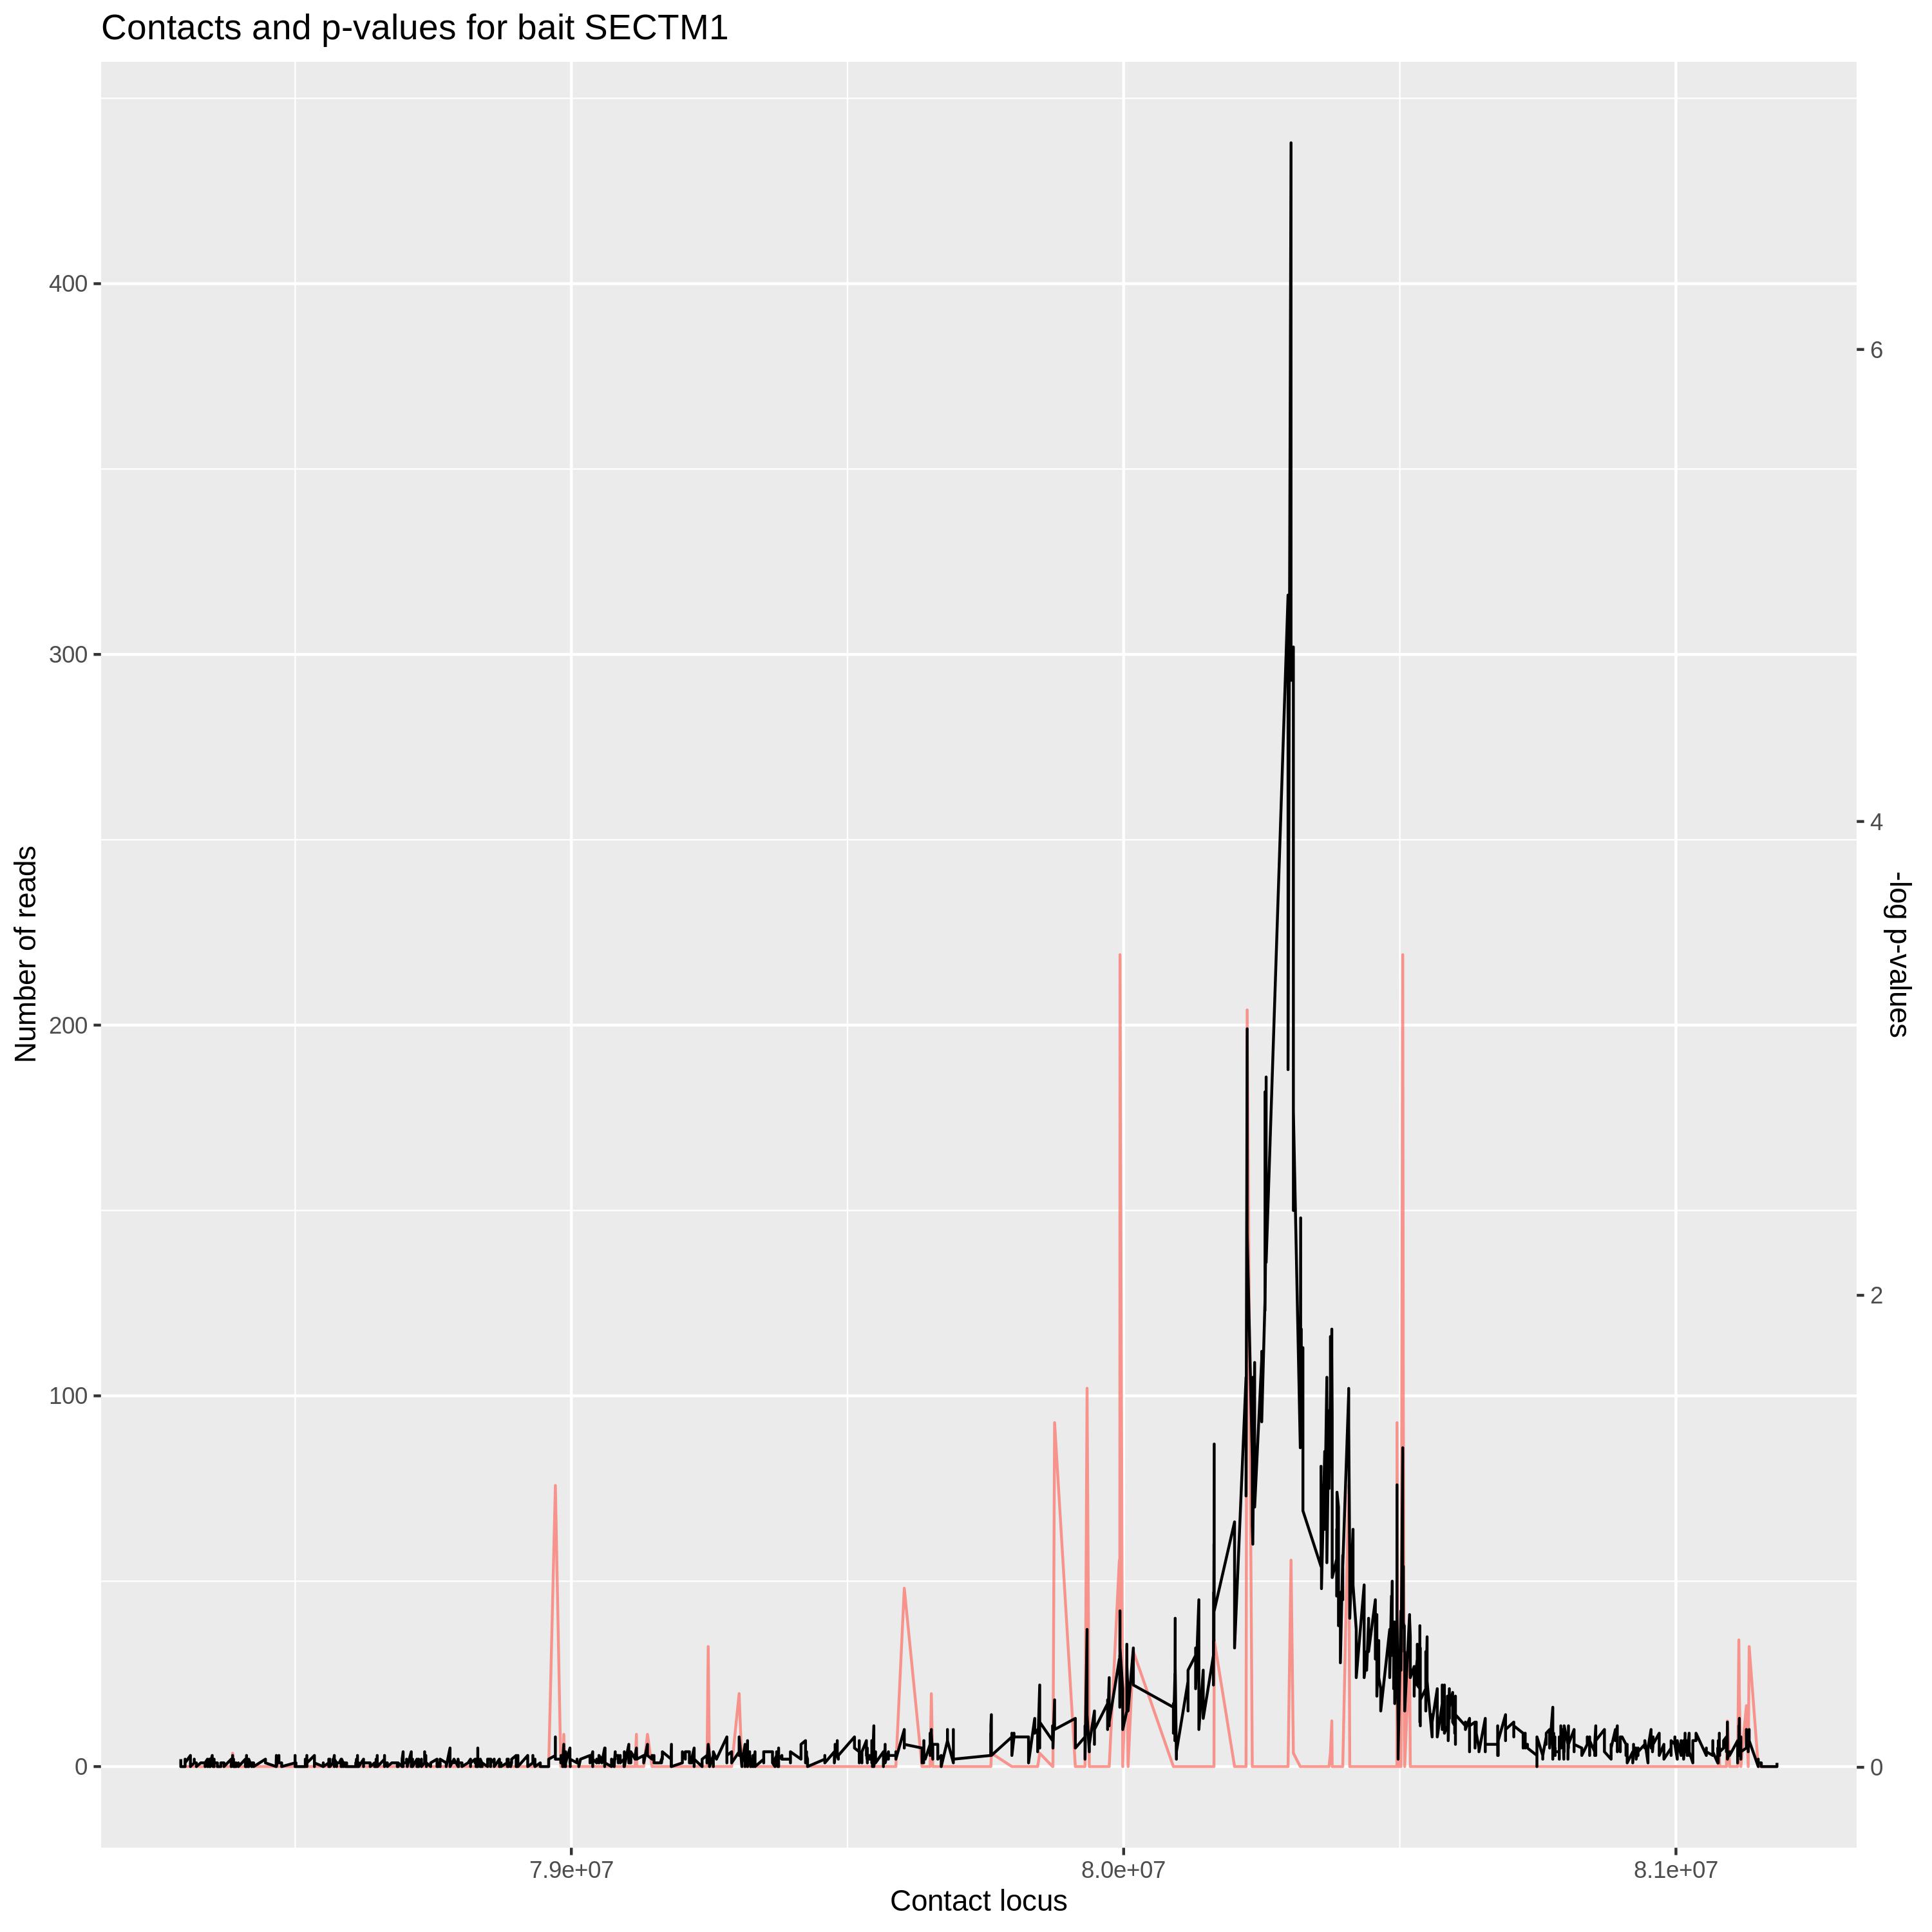 Contacts and p-values for bait SECTM1
400
300
200
100
0
6
4
2
0
Number of reads
-log p-values
7.9e+07
8.0e+07
8.1e+07
Contact locus